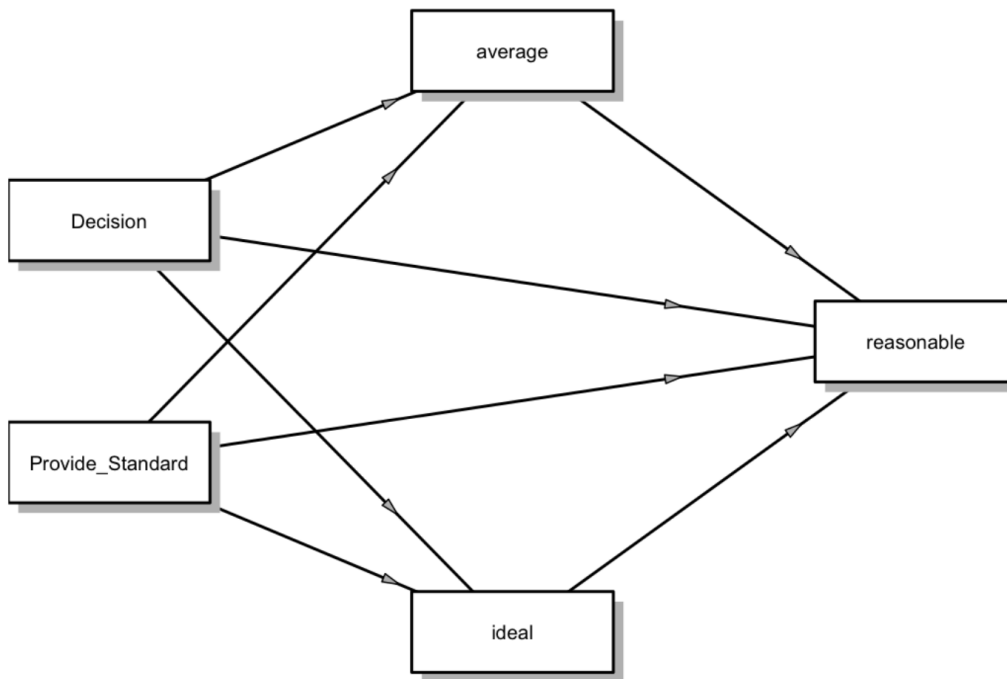 average
Decision
reasonable
Provide_Standard
ideal